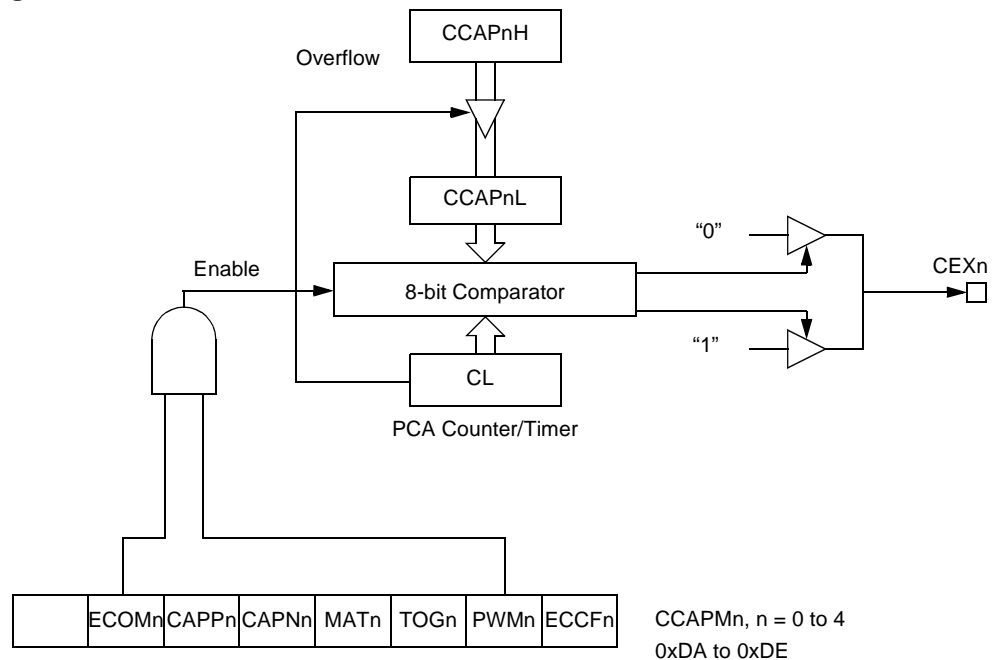 CCAPnH
Overflow
CCAPnL
“0”
Enable
CEXn
8-bit Comparator
“1”
CL
PCA Counter/Timer
ECOMn CAPPn CAPNn MATn TOGn PWMn ECCFn
CCAPMn, n = 0 to 4
0xDA to 0xDE